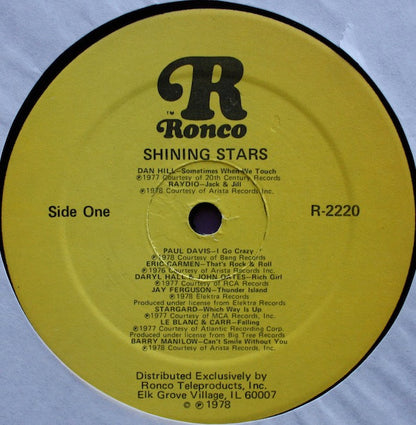 R
TM
Ronco
SHINING STARS
DAN HILL—Sometimes When We Touch
℗1977 Courtesy of 20th Century Records
RAYDIO—Jack & Jill
℗1978 Courtesy of Arista Records Inc.
Side One
R-2220
PAUL DAVIS—I Go Crazy
℗1978 Courtesy of Bang Records
ERIC CARMEN—That's Rock & Roll
℗1976 Courtesy of Arista Records Inc.
DARYL HALL & JOHN OATES—Rich Girl
℗1977 Courtesy of RCA Records
JAY FERGUSON—Thunder Island
℗1978 Elektra Records
Produced under license from Elektra Records
STARGARD—Which Way Is Up
℗1977 Courtesy of MCA Records, Inc.
LE BLANC & CARR—Falling
℗1977 Courtesy of Atlantic Recording Corp.
Produced under license from Big Tree Records
BARRY MANILOW—Can't Smile Without You
℗1978 Courtesy of Arista Records, Inc.
Distributed Exclusively by
Ronco Teleproducts, Inc.
Elk Grove Village, IL 60007
© ℗ 1978